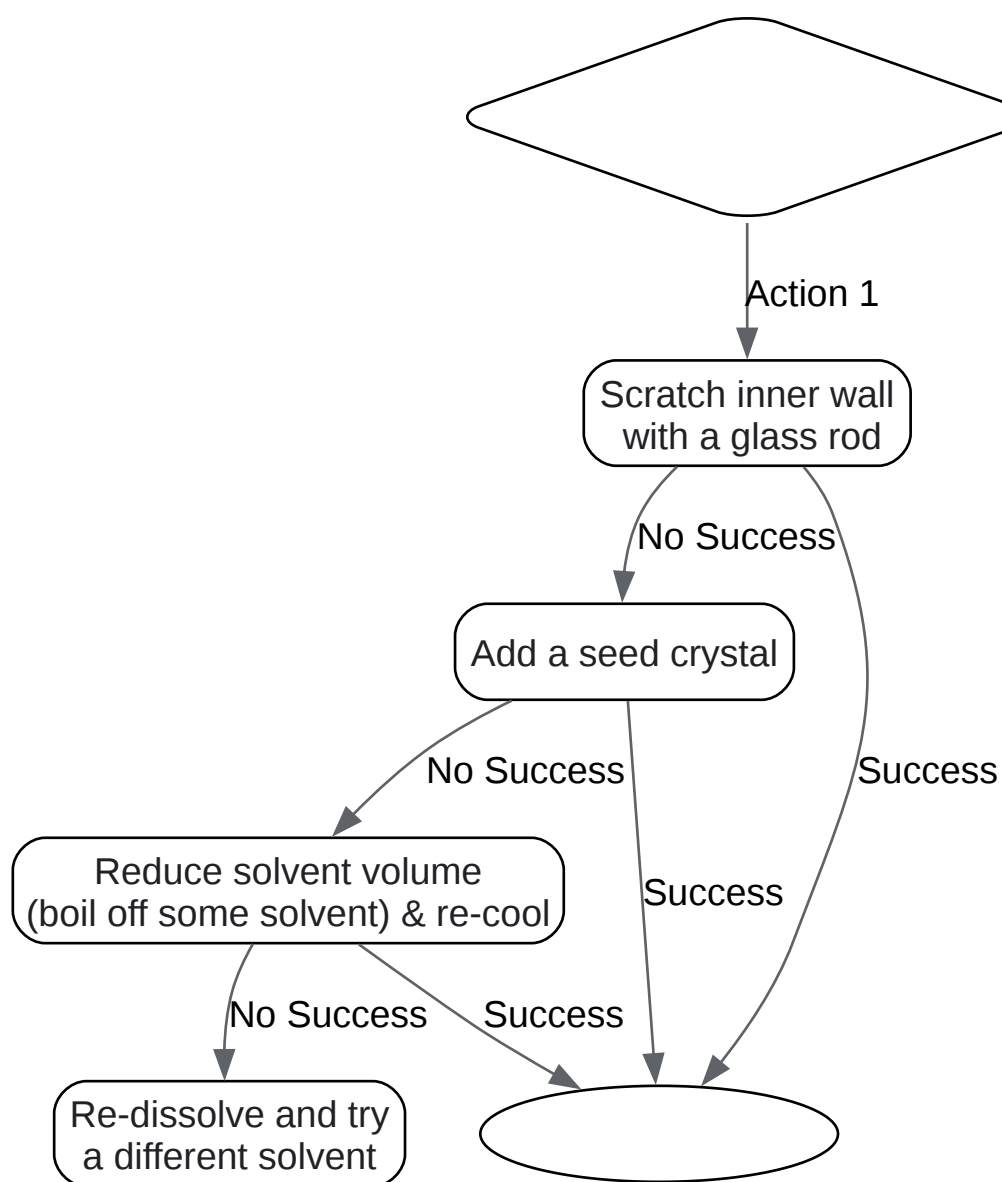 Action 1
Scratch inner wall
with a glass rod
No Success
Add a seed crystal
No Success
Success
Reduce solvent volume
(boil off some solvent) & re-cool
Success
No Success
Success
Re-dissolve and try
a different solvent